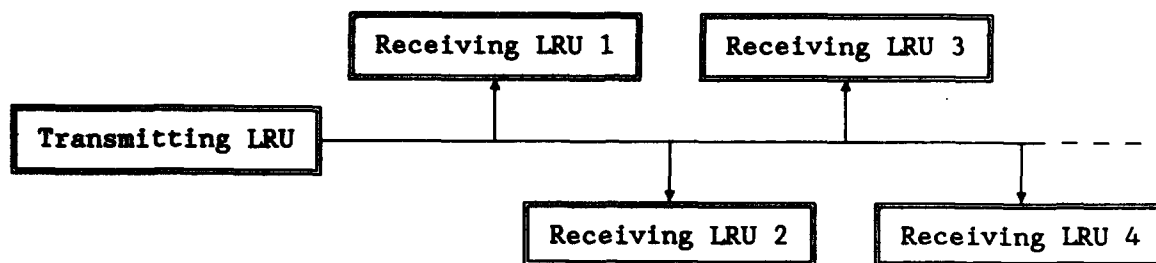 Receiving LRU 1
Receiving LRU 3
Transmitting LRU
Receiving LRU 2
Receiving LRU 4